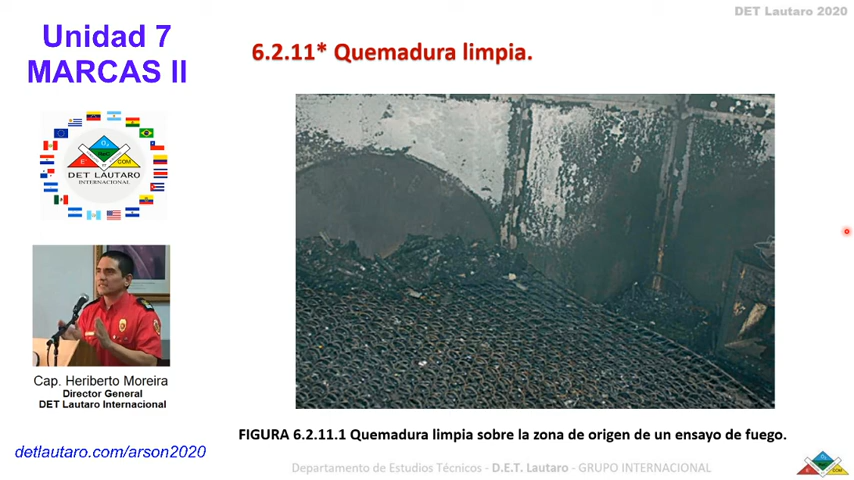 DET Lautaro 2020
Unidad 7
MARCAS II
6.2.11* Quemadura limpia.
DET LAUTARO
INTERNACIONAL
Cap. Heriberto Moreira
Director General
DET Lautaro Internacional
FIGURA 6.2.11.1 Quemadura limpia sobre la zona de origen de un ensayo de fuego.
detlautaro.com/arson2020
Departamento de Estudios Técnicos - D.E.T. Lautaro - GRUPO INTERNACIONAL